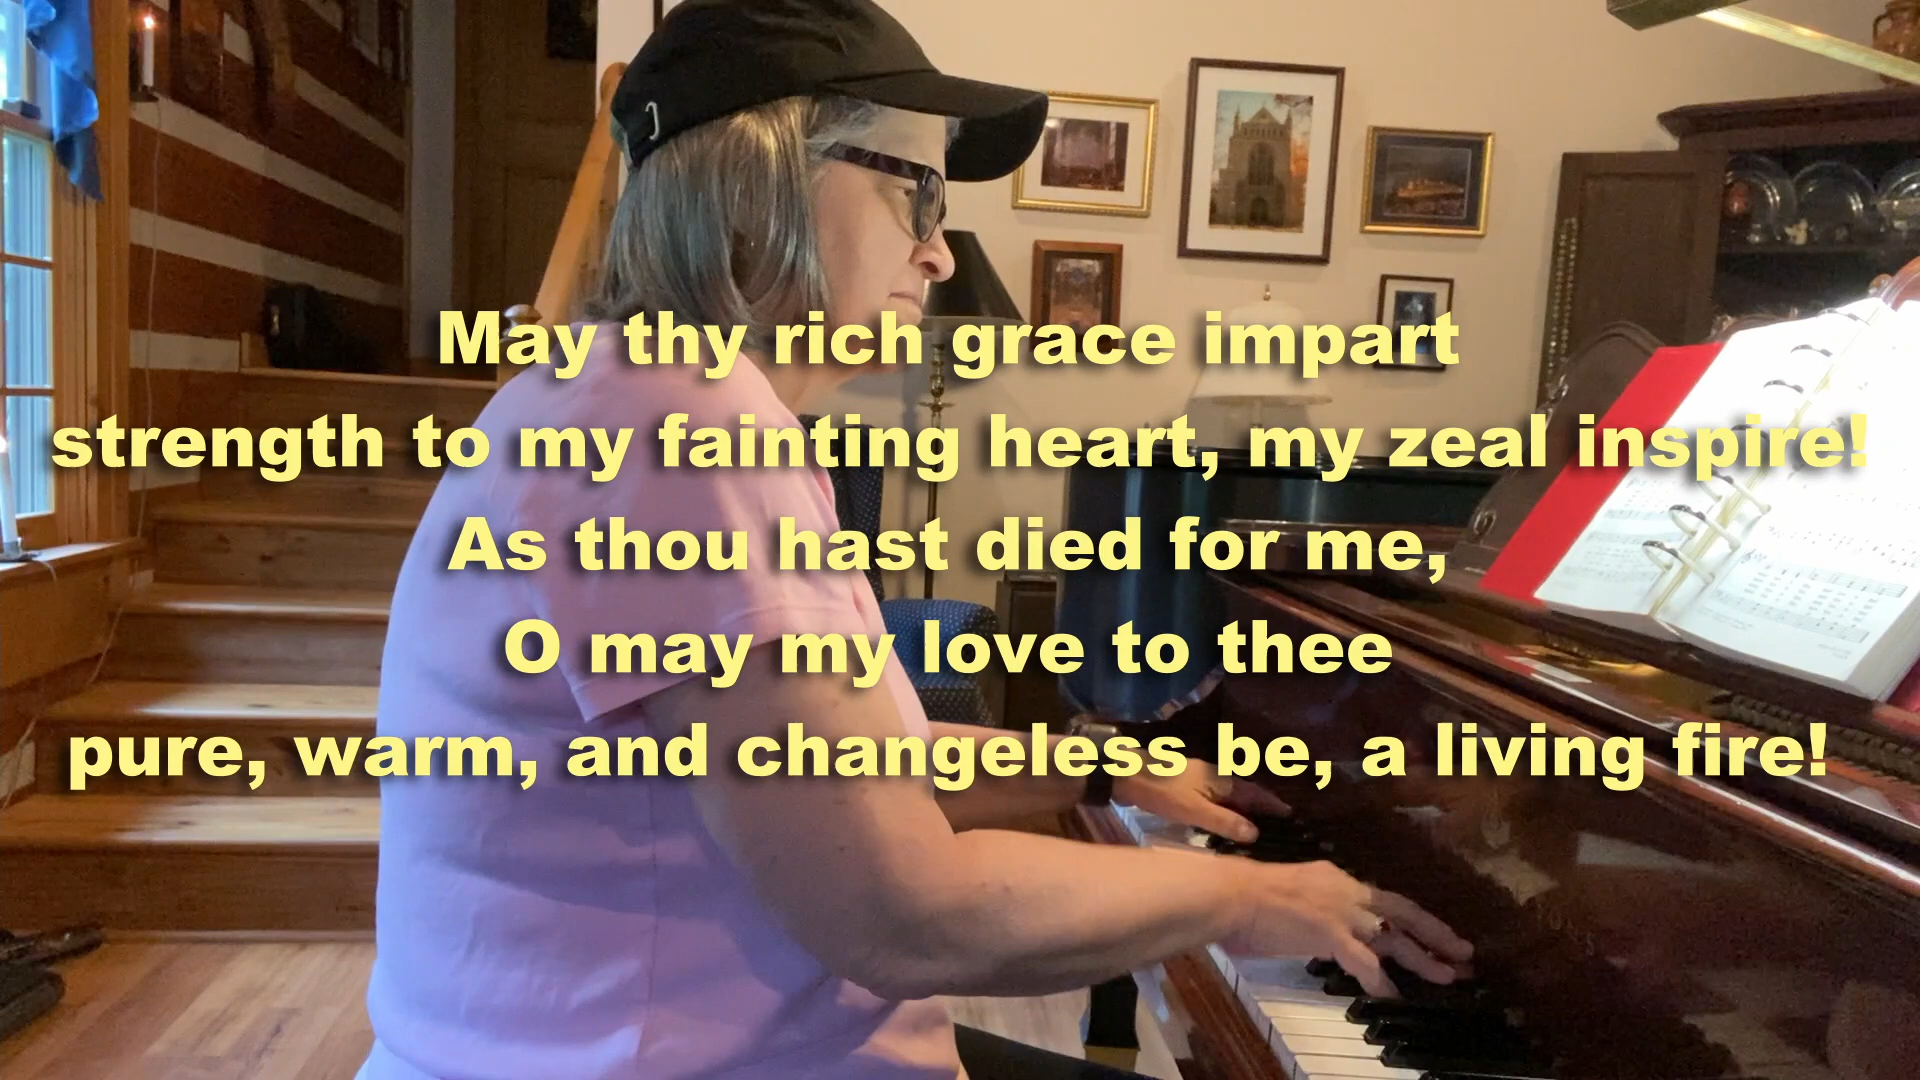 May thy rich grace impart
strength to my fainting heart, my zeal inspire!
As thou hast died for me,
O may my love to thee
pure, warm, and changeless be, a living fire!